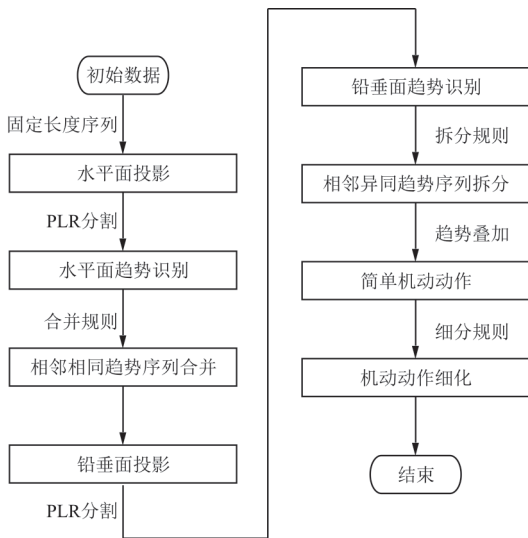 初始数据
固定长度序列
水平面投影
PLR分割
水平面趋势识别
合并规则
相邻相同趋势序列合并
铅垂面投影
PLR分割
铅垂面趋势识别
拆分规则
相邻异同趋势序列拆分
趋势叠加
简单机动动作
细分规则
机动动作细化
结束